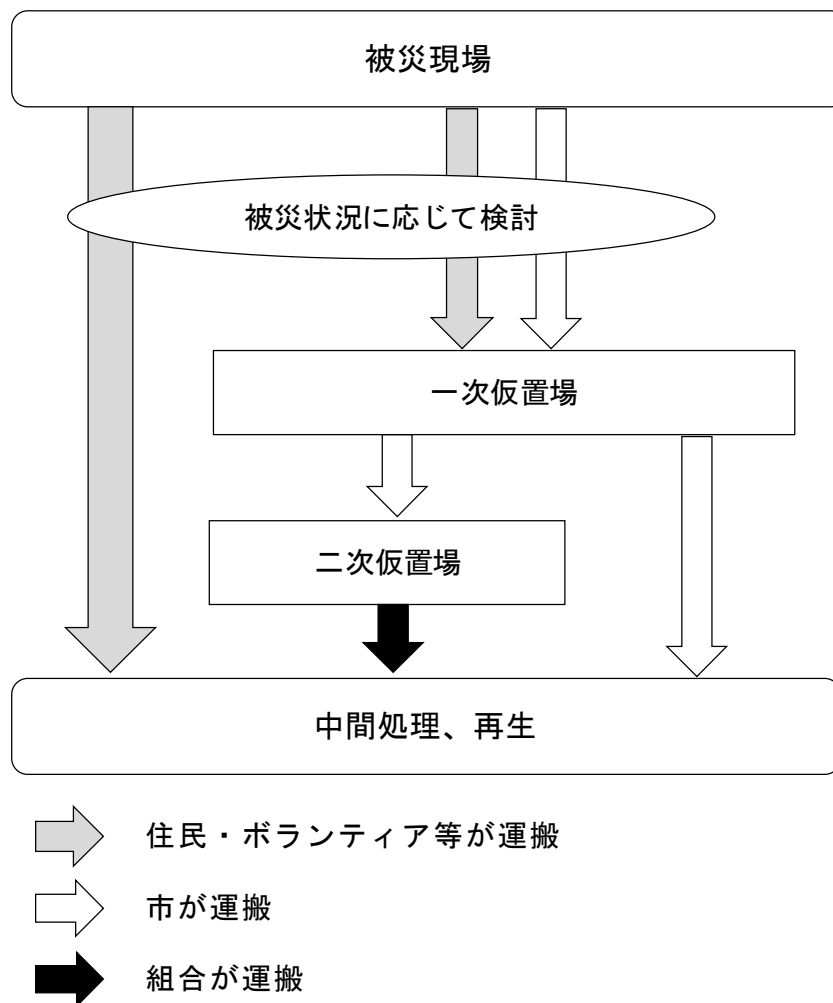 被災現場
被災状況に応じて検討
一次仮置場
二次仮置場
中間処理、再生
住民・ボランティア等が運搬
市が運搬
組合が運搬